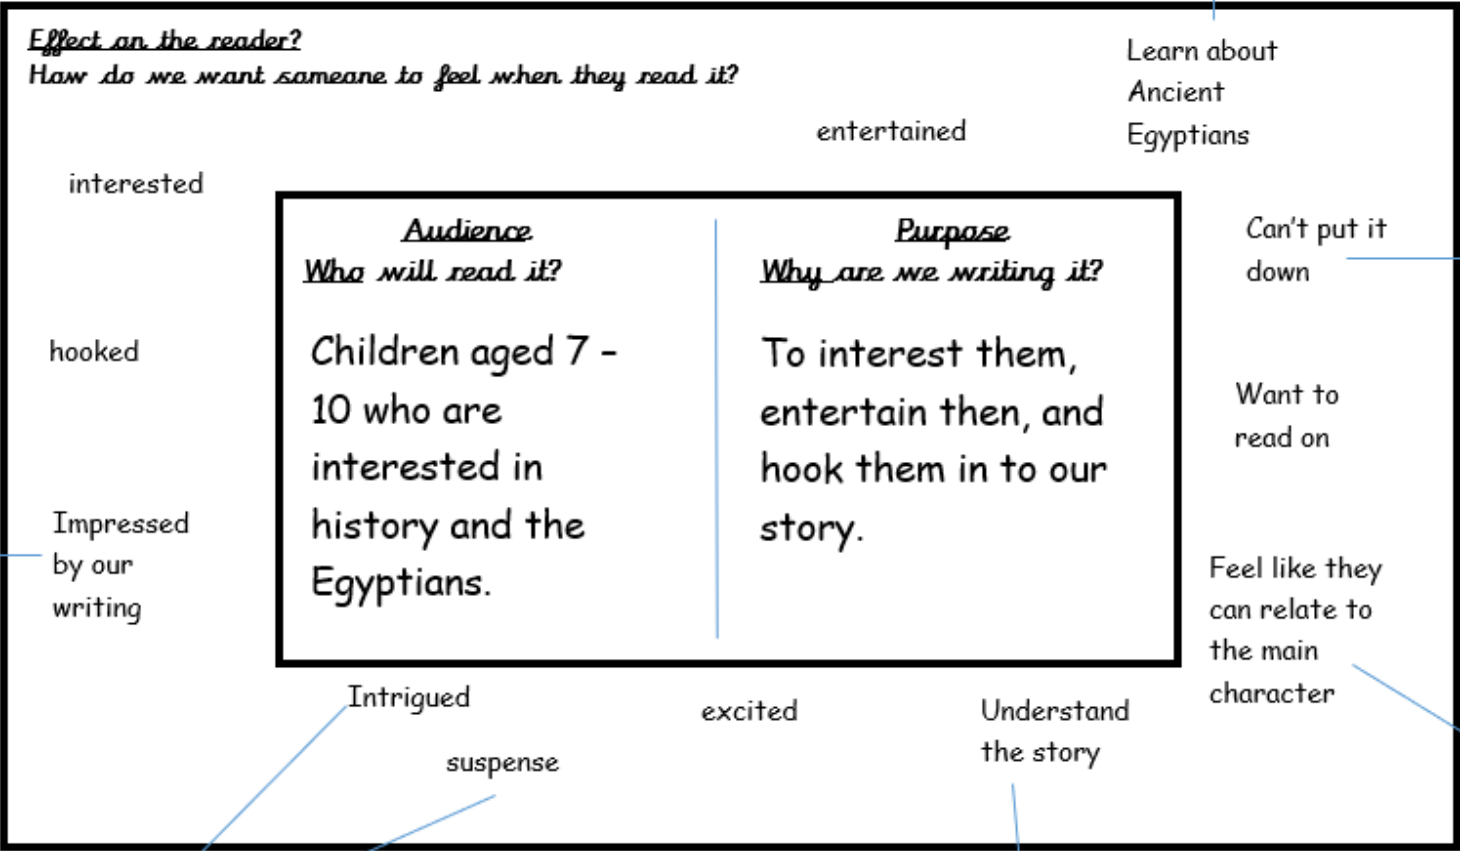 Effect on the reader?
How do we want someone to feel when they read it?
Learn about
Ancient
Egyptians
entertained
interested
Audience
Who will read it?
Children aged 7 –
10 who are
interested in
history and the
Egyptians.
Purpose
Why are we writing it?
To interest them,
entertain then, and
hook them in to our
story.
Can't put it
down
hooked
Want to
read on
Impressed
by our
writing
Feel like they
can relate to
the main
character
Intrigued
excited
Understand
the story
suspense